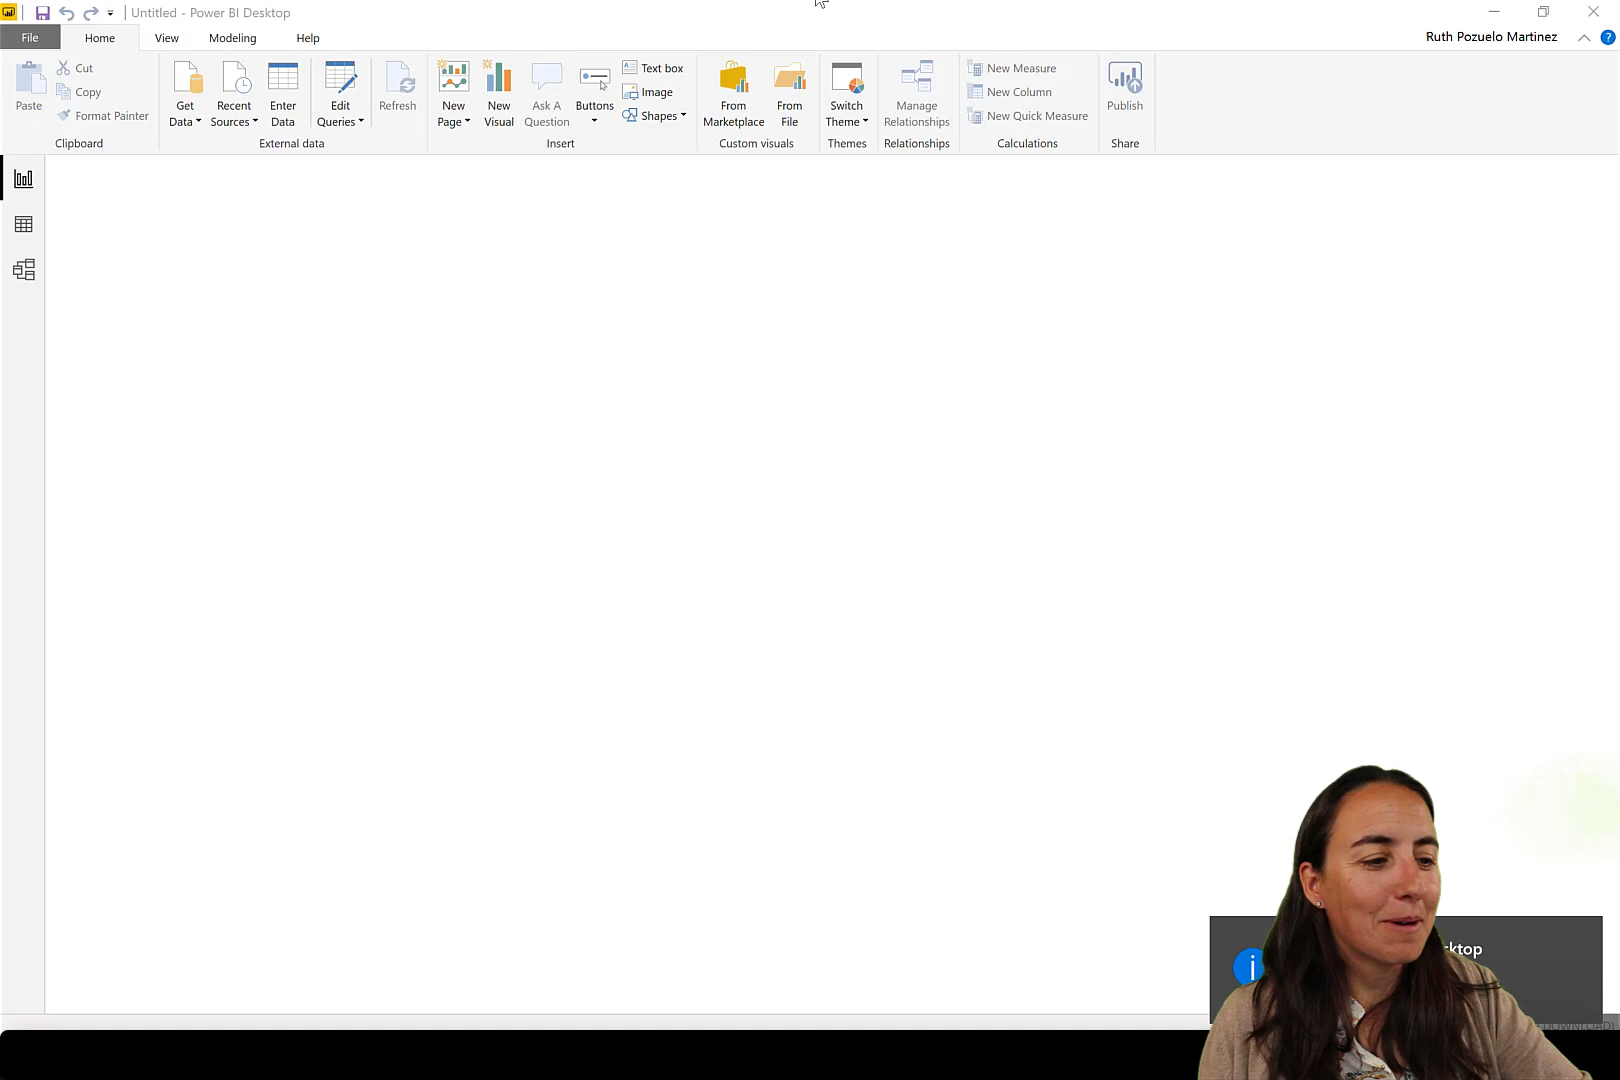 Untitled - Power BI Desktop
File
Home
View
Modeling
Help
Ruth Pozuelo Martinez
?
Paste
Cut
Copy
Format Painter
Clipboard
Get Data
Recent Sources
Enter Data
Edit Queries
Refresh
External data
New Page
New Visual
Ask A Question
Buttons
Text box
Image
Shapes
Insert
From Marketplace
From File
Custom visuals
Switch Theme
Themes
Manage Relationships
Relationships
New Measure
New Column
New Quick Measure
Calculations
Publish
Share
i